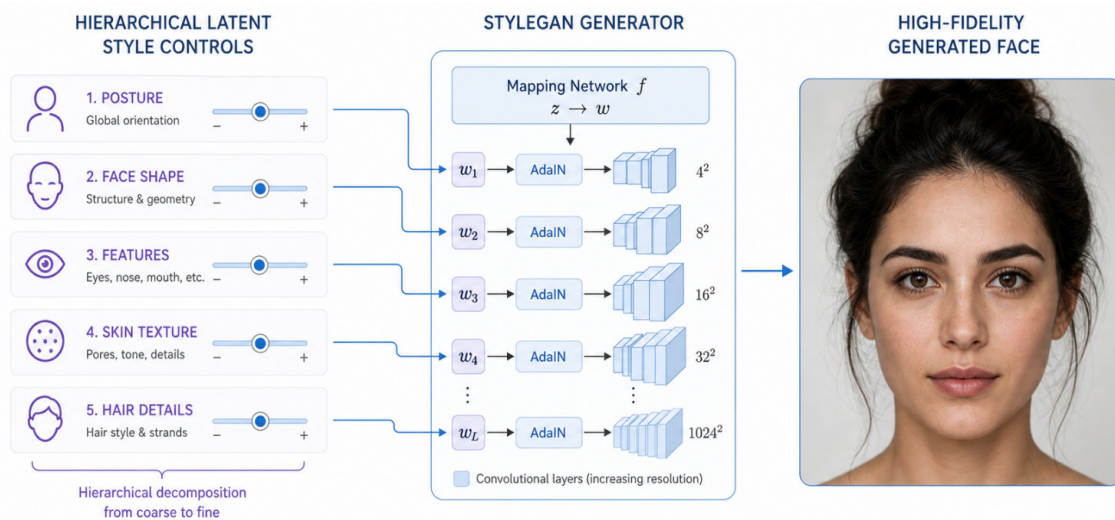 HIERARCHICAL LATENT
STYLE CONTROLS
1. POSTURE
Global orientation
− +
2. FACE SHAPE
Structure & geometry
− +
3. FEATURES
Eyes, nose, mouth, etc.
− +
4. SKIN TEXTURE
Pores, tone, details
− +
5. HAIR DETAILS
Hair style & strands
− +
Hierarchical decomposition
from coarse to fine
STYLEGAN GENERATOR
Mapping Network f
z → w
w₁ AdaIN 4²
w₂ AdaIN 8²
w₃ AdaIN 16²
w₄ AdaIN 32²
⋮ ⋮
w_L AdaIN 1024²
Convolutional layers (increasing resolution)
HIGH-FIDELITY
GENERATED FACE